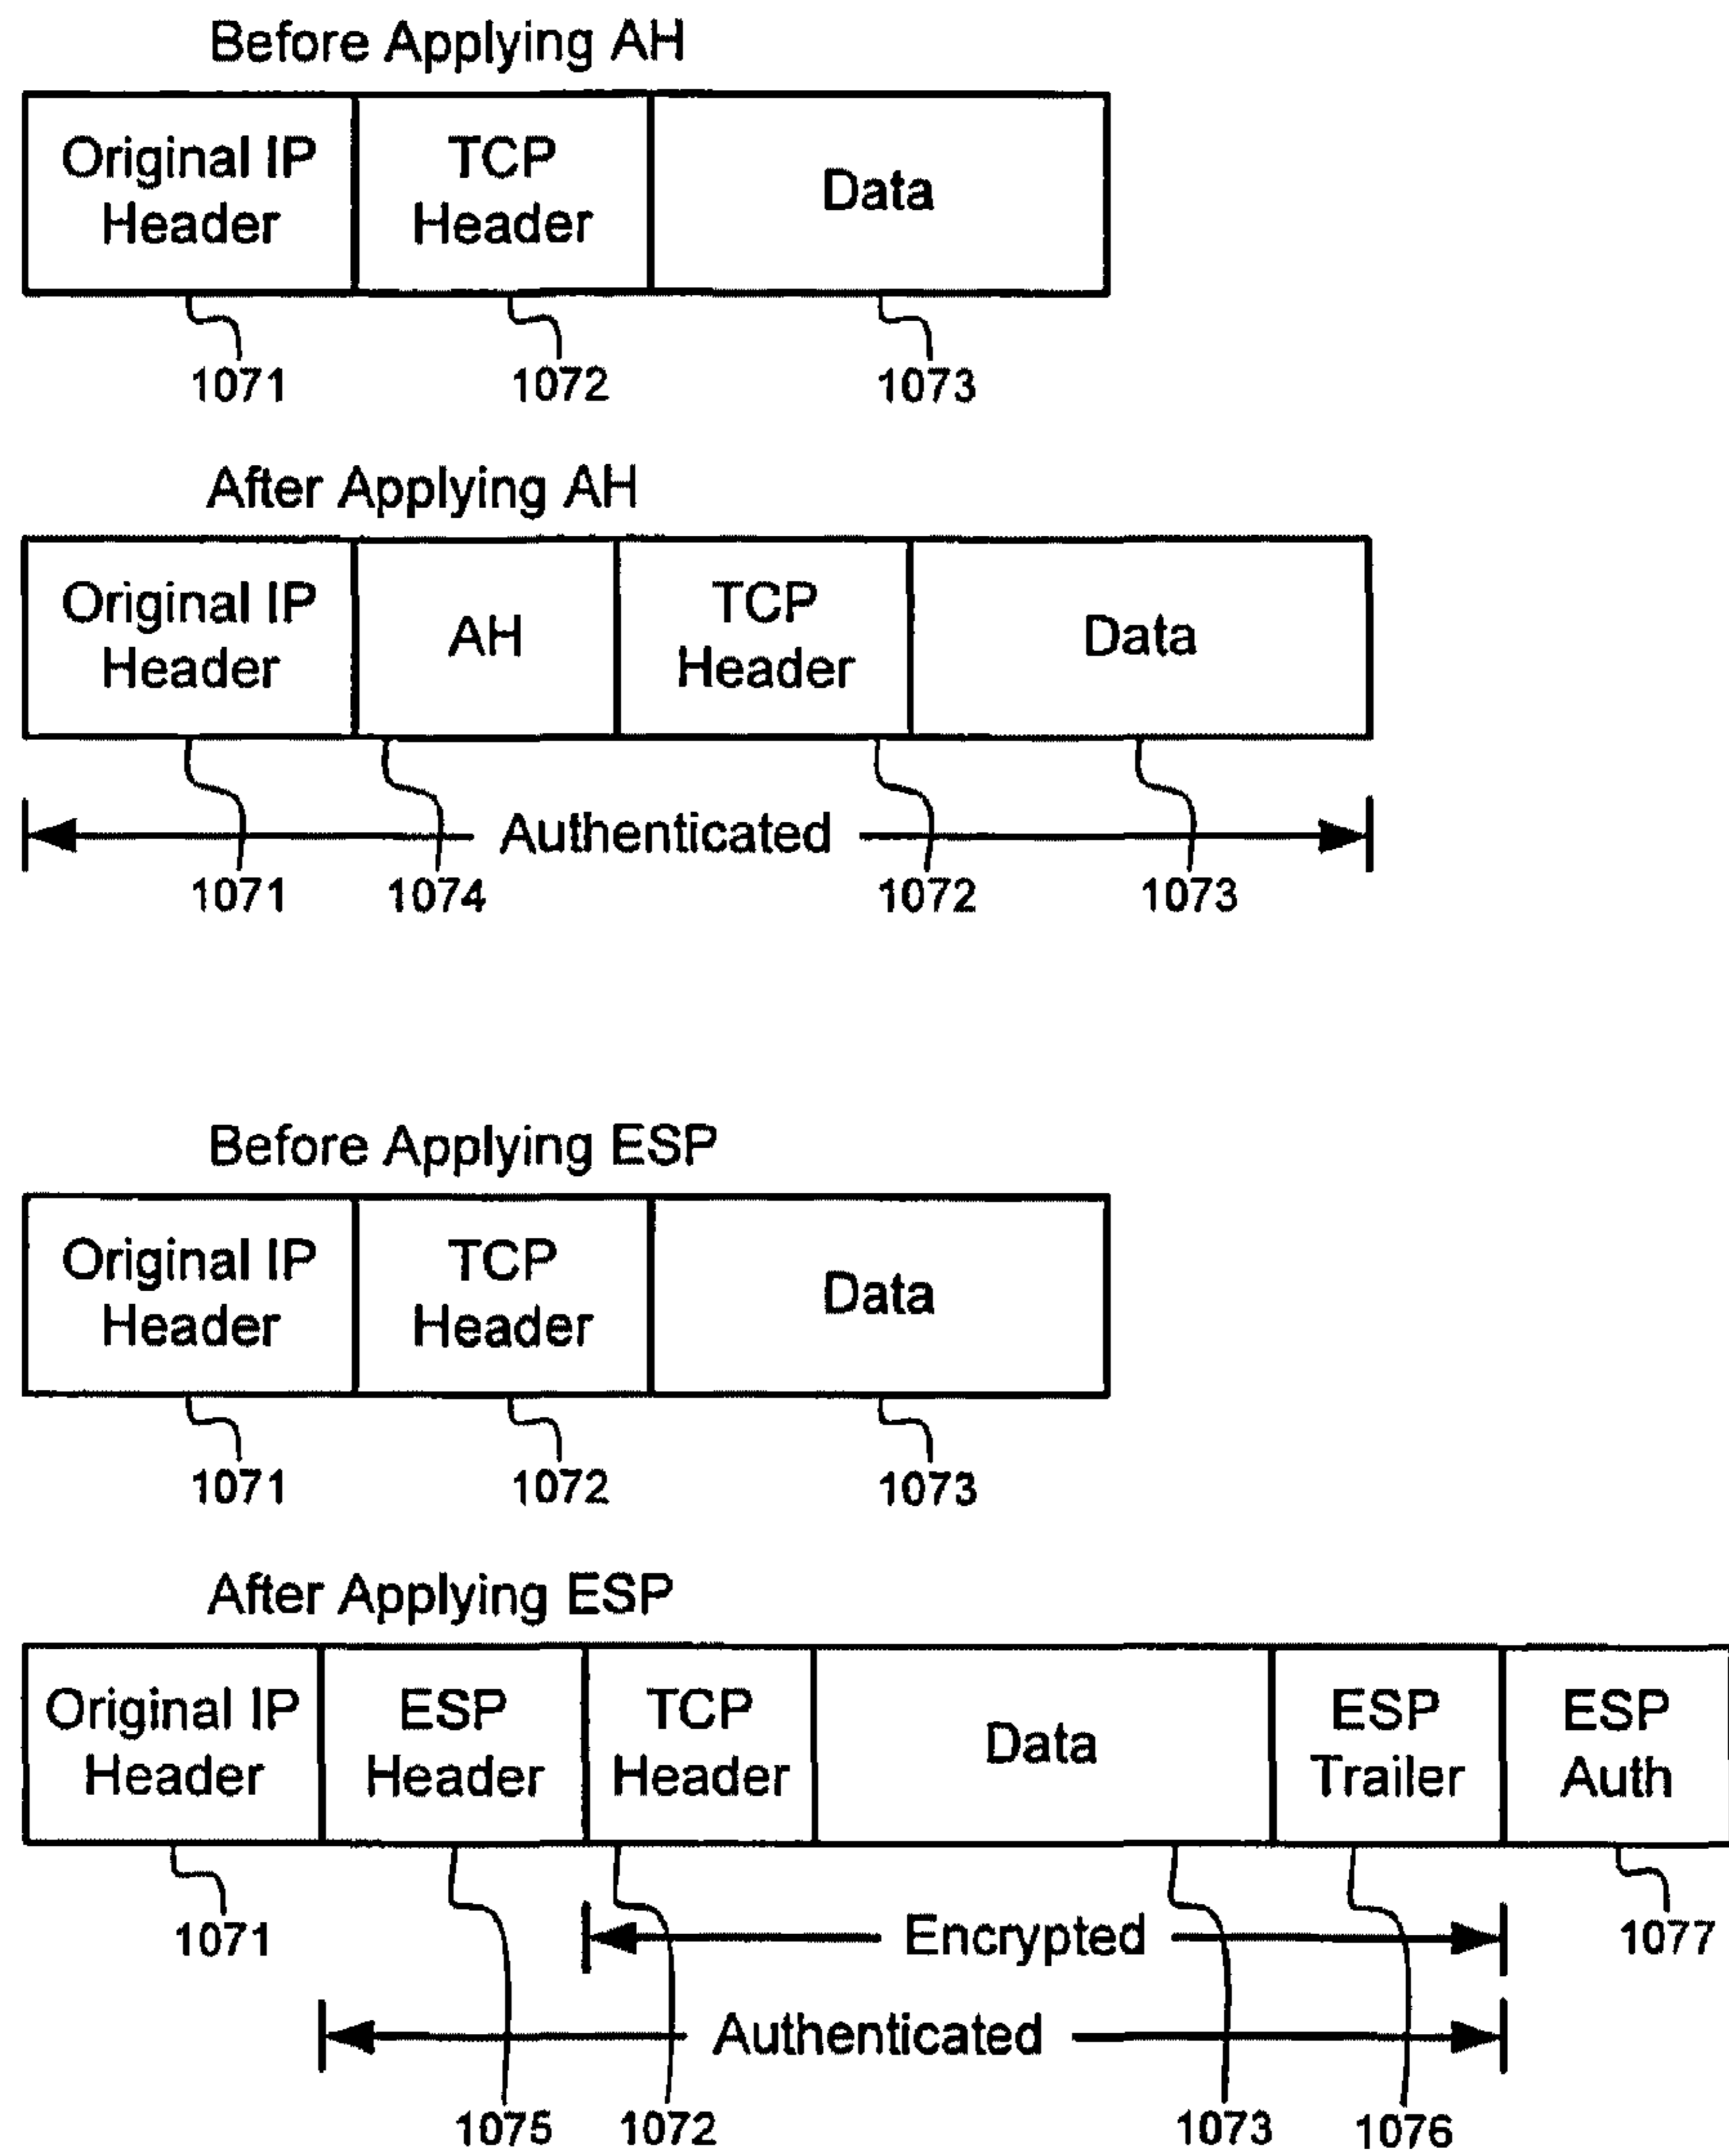 Before Applying AH
Original IP Header
TCP Header
Data
1071
1072
1073
After Applying AH
Original IP Header
AH
TCP Header
Data
Authenticated
1071
1074
1072
1073
Before Applying ESP
Original IP Header
TCP Header
Data
1071
1072
1073
After Applying ESP
Original IP Header
ESP Header
TCP Header
Data
ESP Trailer
ESP Auth
1071
Encrypted
1077
Authenticated
1075
1072
1073
1076